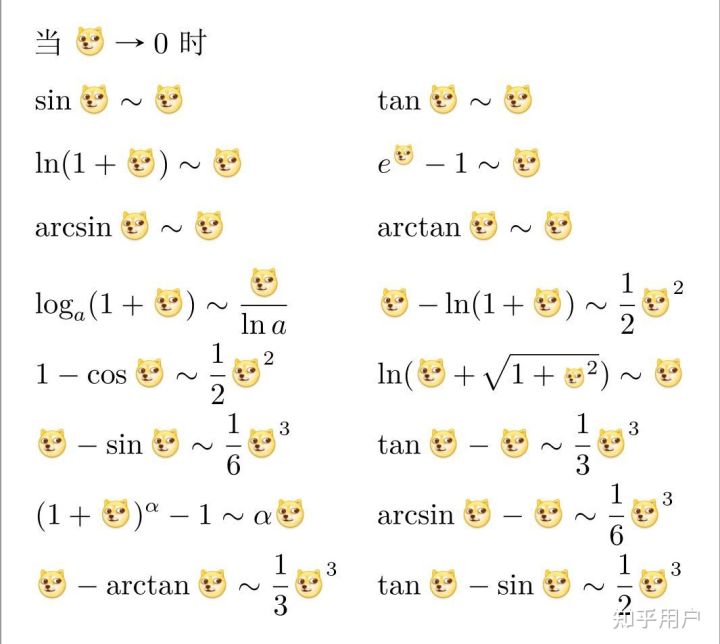 当 🐶 → 0 时
sin 🐶 ∼ 🐶 tan 🐶 ∼ 🐶
ln(1 + 🐶) ∼ 🐶 e^🐶 − 1 ∼ 🐶
arcsin 🐶 ∼ 🐶 arctan 🐶 ∼ 🐶
logₐ(1 + 🐶) ∼ 🐶/ln a 🐶 − ln(1 + 🐶) ∼ 1/2 🐶²
1 − cos 🐶 ∼ 1/2 🐶² ln(🐶 + √(1 + 🐶²)) ∼ 🐶
🐶 − sin 🐶 ∼ 1/6 🐶³ tan 🐶 − 🐶 ∼ 1/3 🐶³
(1 + 🐶)^α − 1 ∼ α🐶 arcsin 🐶 − 🐶 ∼ 1/6 🐶³
🐶 − arctan 🐶 ∼ 1/3 🐶³ tan 🐶 − sin 🐶 ∼ 1/2 🐶³
知乎用户